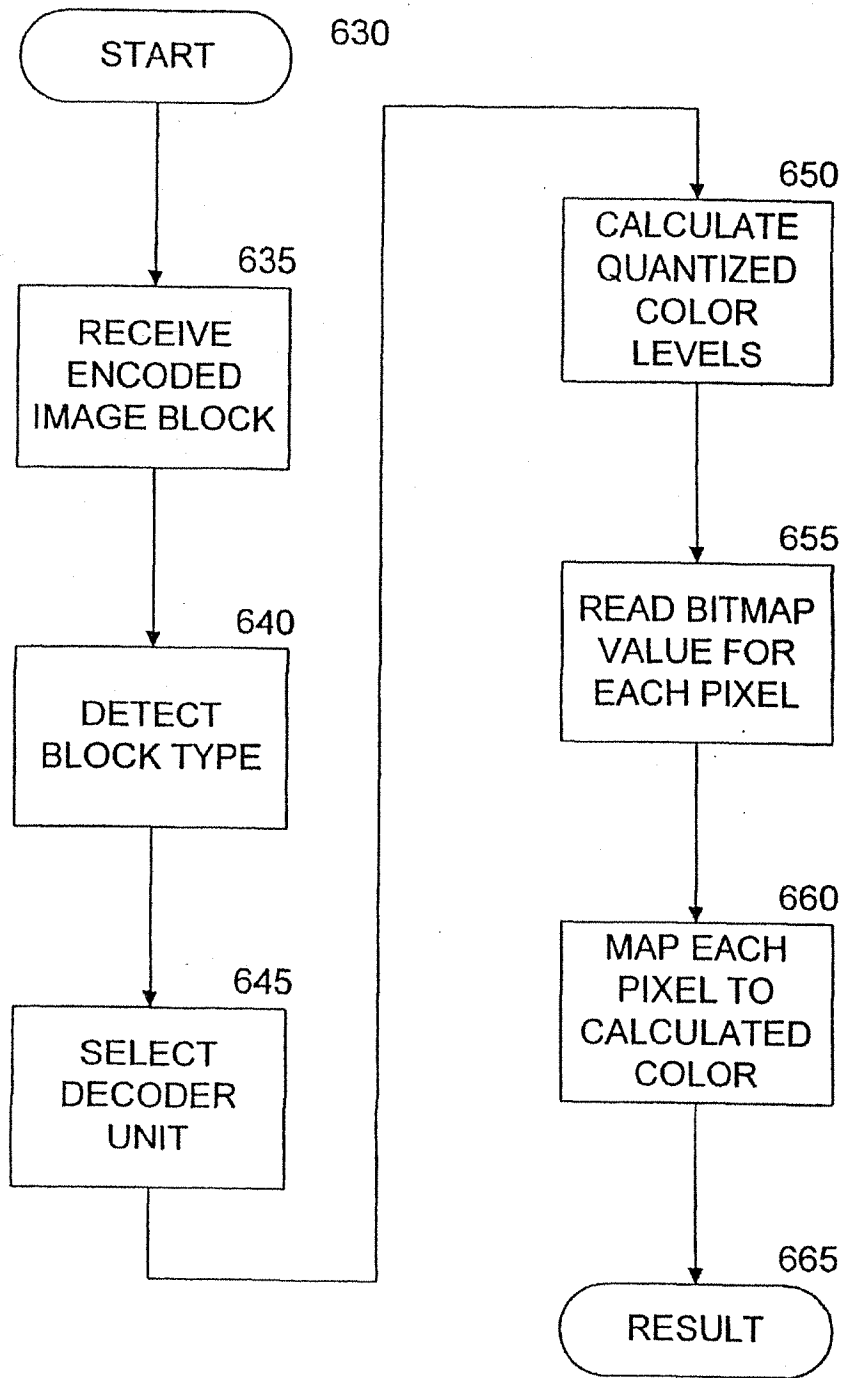 START
630
635
RECEIVE
ENCODED
IMAGE BLOCK
640
DETECT
BLOCK TYPE
645
SELECT
DECODER
UNIT
650
CALCULATE
QUANTIZED
COLOR
LEVELS
655
READ BITMAP
VALUE FOR
EACH PIXEL
660
MAP EACH
PIXEL TO
CALCULATED
COLOR
665
RESULT